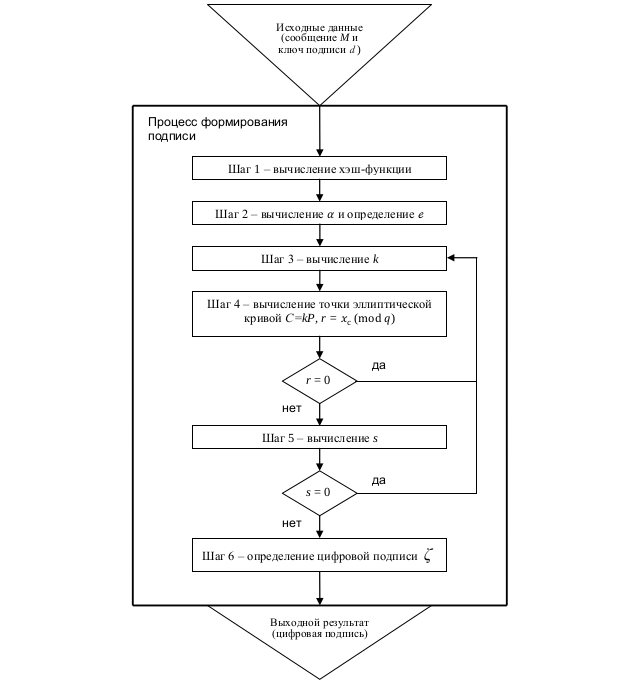 Исходные данные
(сообщение M и
ключ подписи d)
Процесс формирования
подписи
Шаг 1 – вычисление хэш-функции
Шаг 2 – вычисление α и определение e
Шаг 3 – вычисление k
Шаг 4 – вычисление точки эллиптической
кривой C=kP, r = xc (mod q)
да
r = 0
нет
Шаг 5 – вычисление s
да
s = 0
нет
Шаг 6 – определение цифровой подписи ζ
Выходной результат
(цифровая подпись)